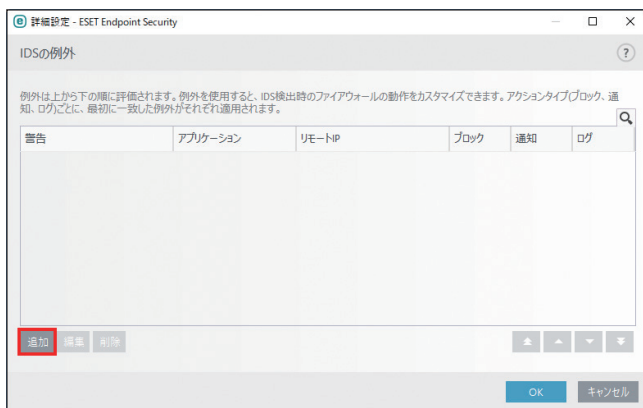 詳細設定 - ESET Endpoint Security
IDSの例外
?
例外は上から下の順に評価されます。例外を使用すると、IDS検出時のファイアウォールの動作をカスタマイズできます。アクションタイプ(ブロック、通
知、ログ)ごとに、最初に一致した例外がそれぞれ適用されます。
警告 アプリケーション リモートIP ブロック 通知 ログ
追加 編集 削除
OK キャンセル